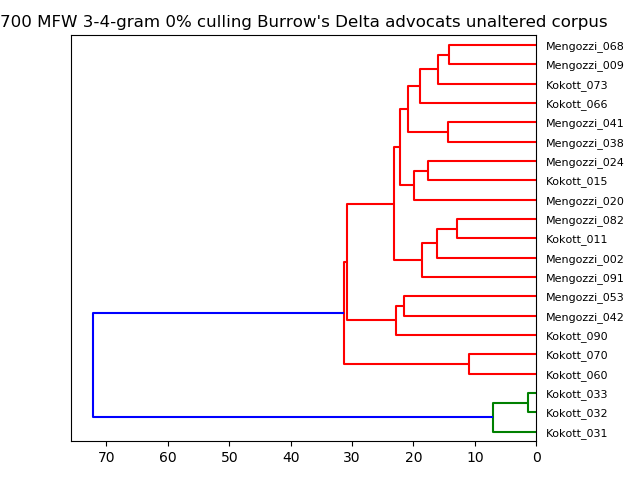 700 MFW 3-4-gram 0% culling Burrow's Delta advocats unaltered corpus
Mengozzi_068
Mengozzi_009
Kokott_073
Kokott_066
Mengozzi_041
Mengozzi_038
Mengozzi_024
Kokott_015
Mengozzi_020
Mengozzi_082
Kokott_011
Mengozzi_002
Mengozzi_091
Mengozzi_053
Mengozzi_042
Kokott_090
Kokott_070
Kokott_060
Kokott_033
Kokott_032
Kokott_031
70 60 50 40 30 20 10 0